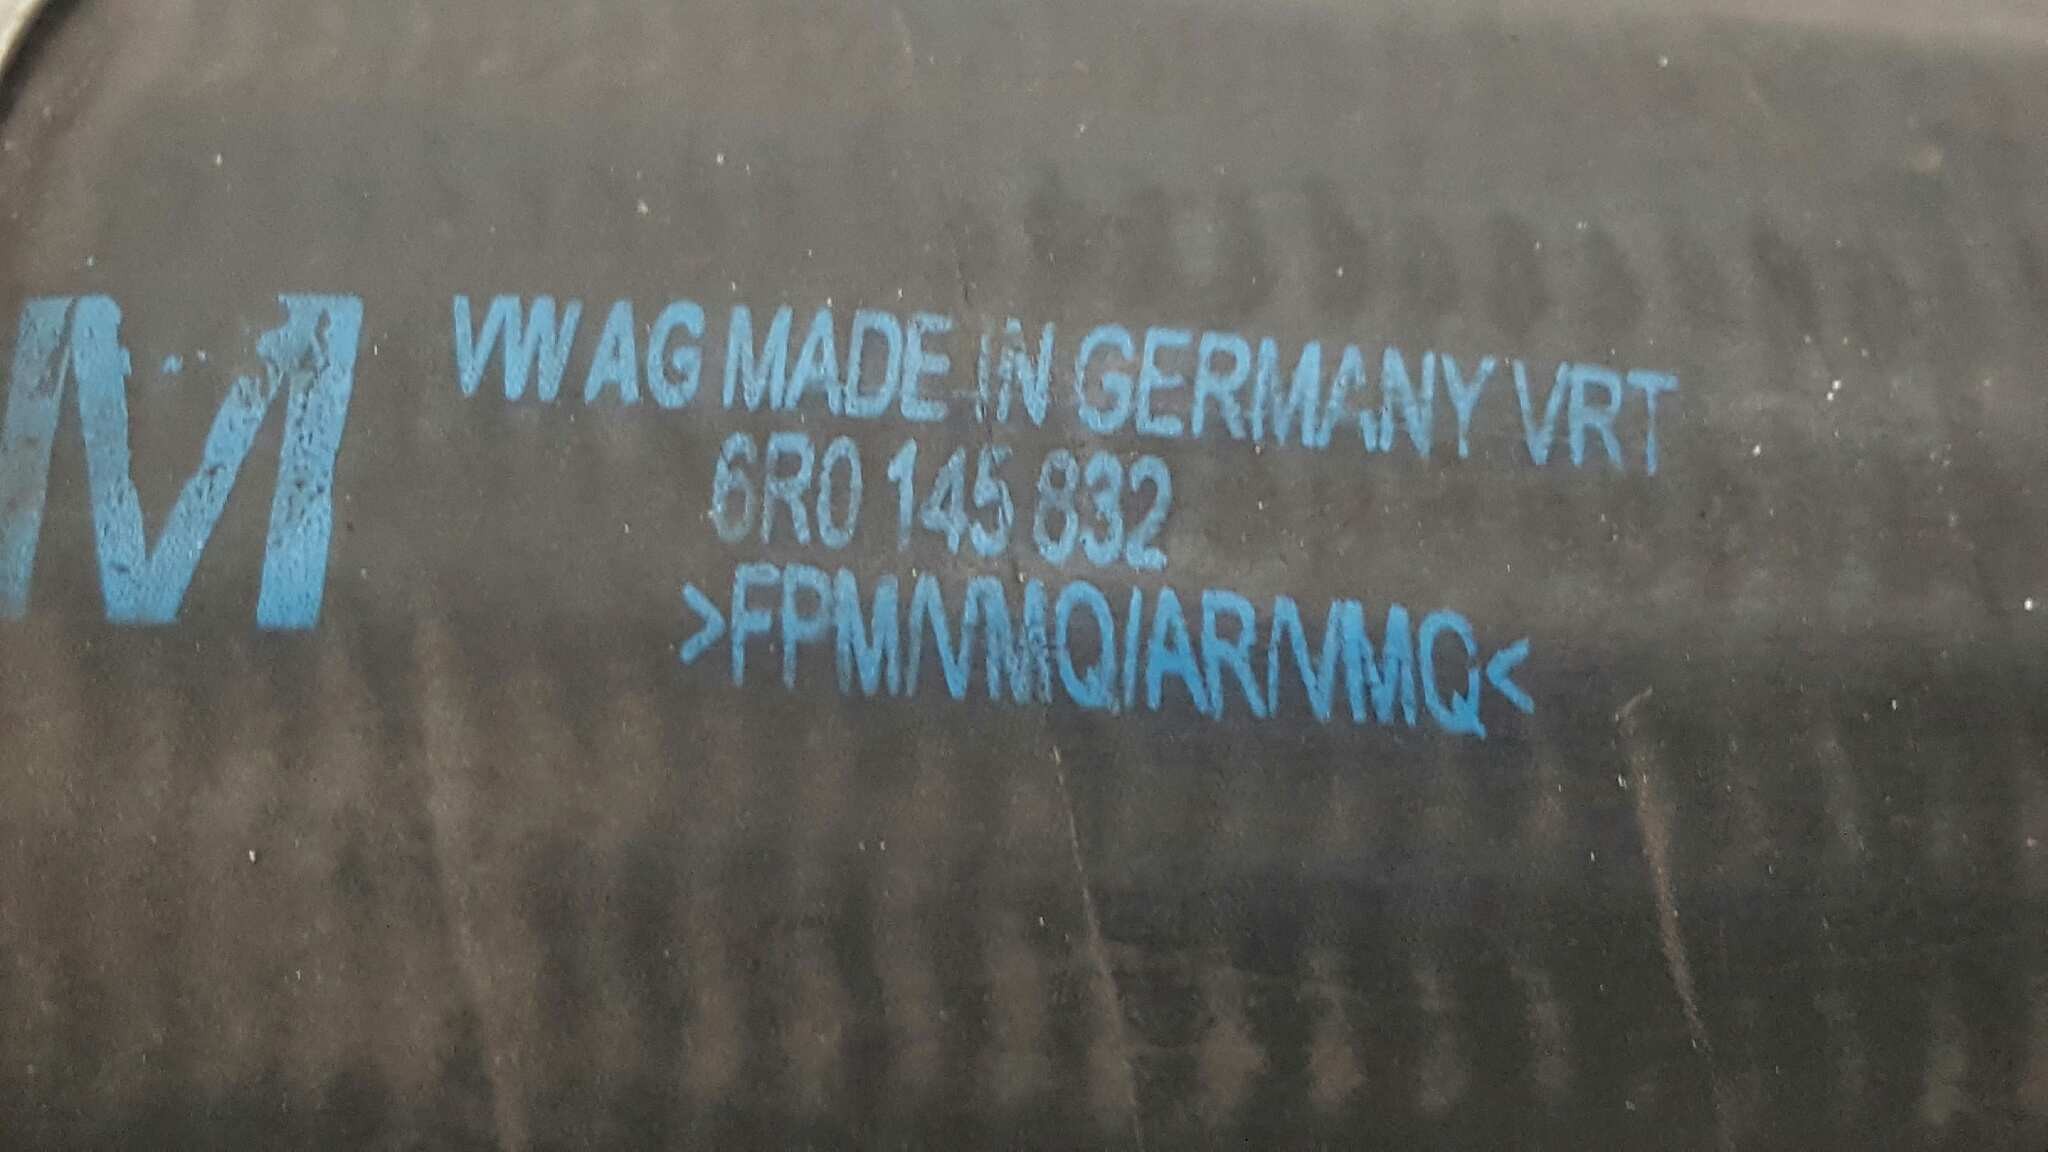 M
VW AG MADE IN GERMANY VRT
6R0 145 832
>FPM/VMQ/AR/VMQ<